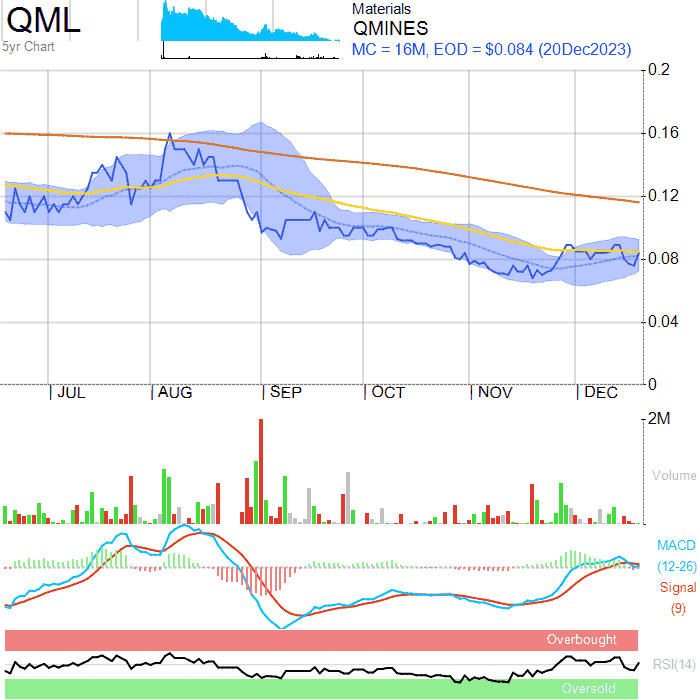 QML
5yr Chart
Materials
QMINES
MC = 16M, EOD = $0.084 (20Dec2023)
0.2
0.16
0.12
0.08
0.04
0
JUL AUG SEP OCT NOV DEC
2M
Volume
MACD
(12-26)
Signal
(9)
Overbought
RSI(14)
Oversold